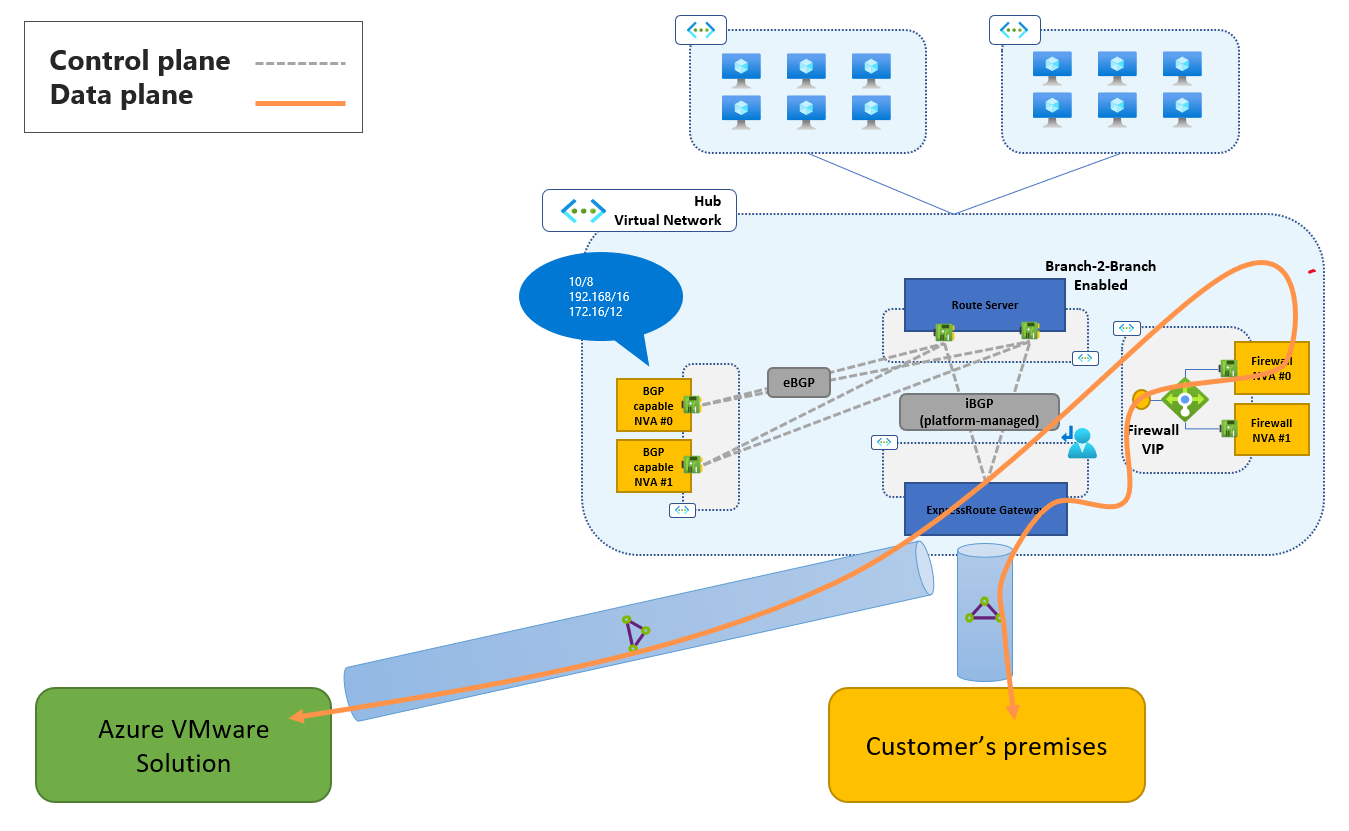 Control plane
Data plane
Hub
Virtual Network
10/8
192.168/16
172.16/12
Branch-2-Branch
Enabled
Route Server
eBGP
iBGP
(platform-managed)
BGP
capable
NVA #0
BGP
capable
NVA #1
Firewall
NVA #0
Firewall
NVA #1
Firewall
VIP
ExpressRoute Gateway
Azure VMware
Solution
Customer’s premises